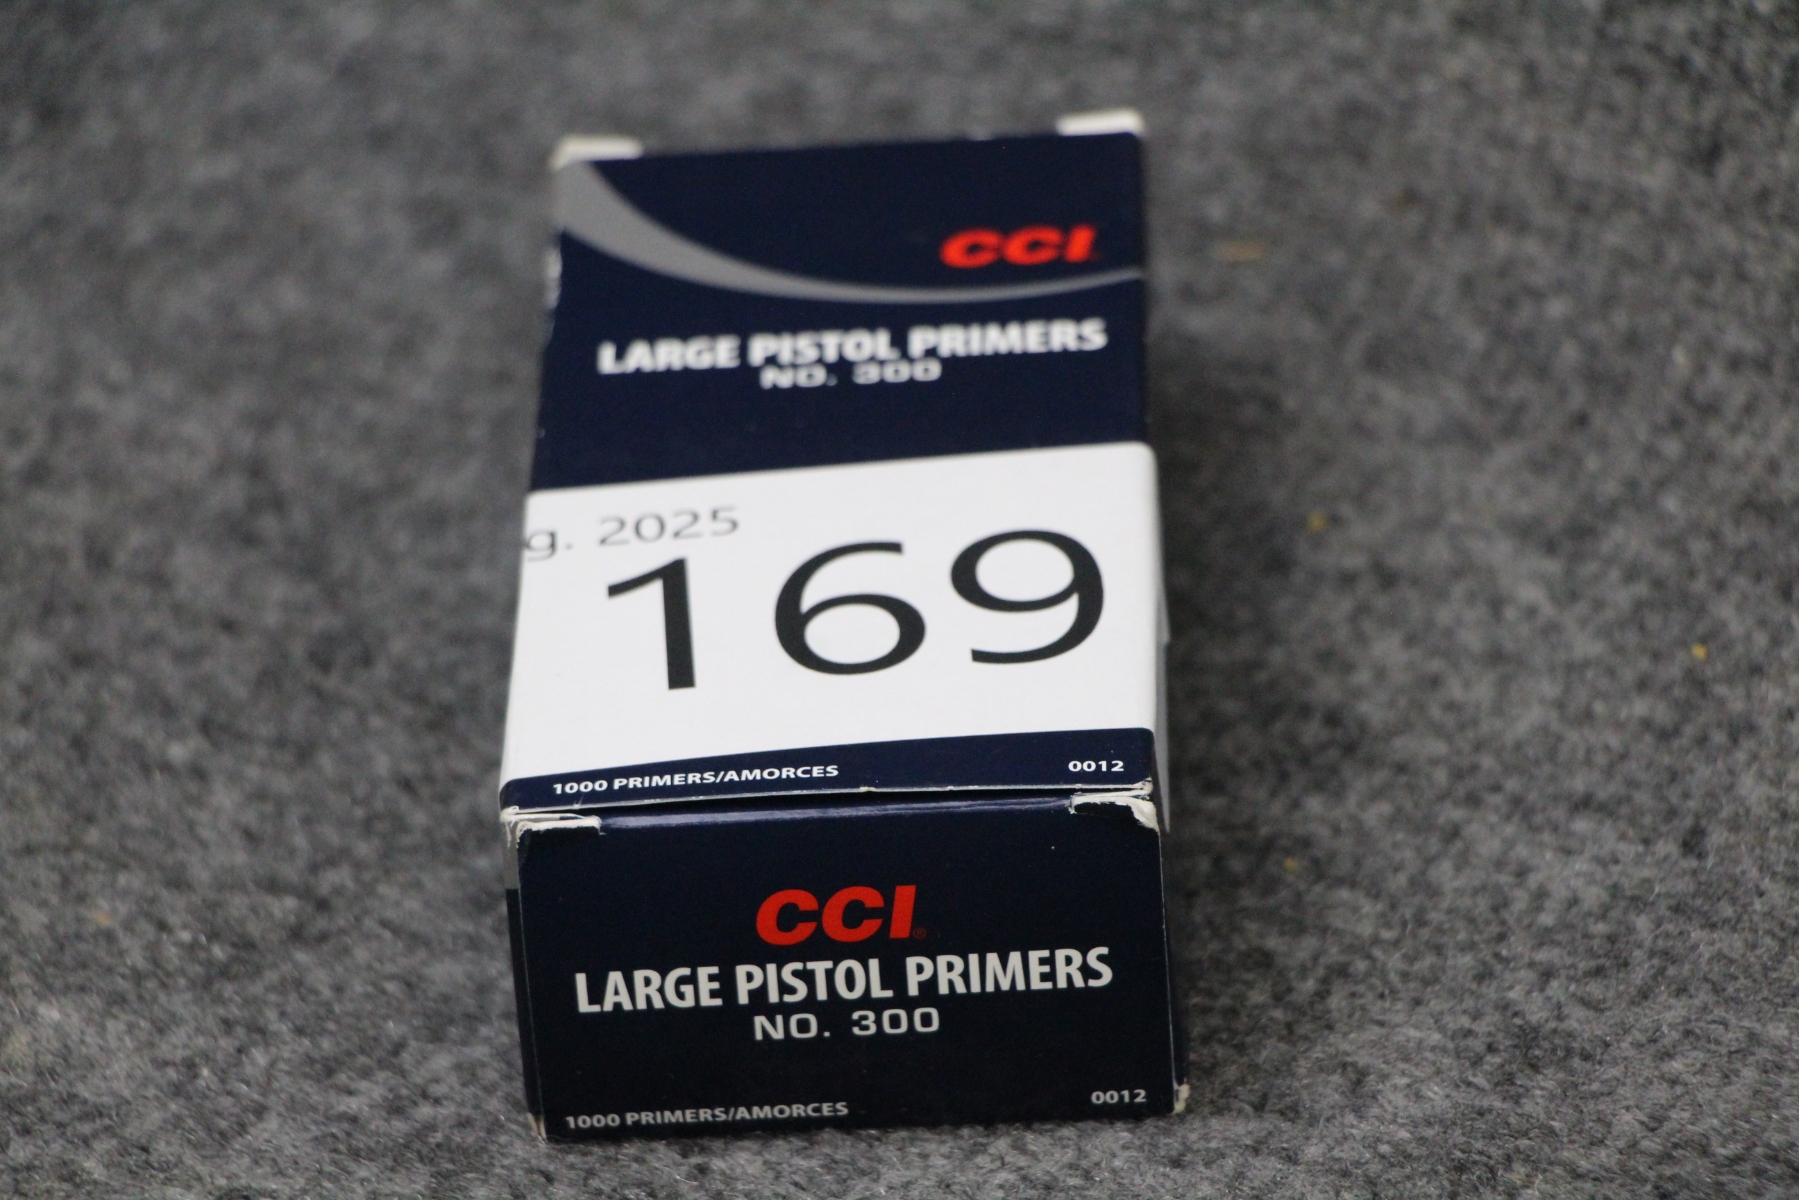 CCI
LARGE PISTOL PRIMERS
NO. 300
g. 2025
169
1000 PRIMERS/AMORCES 0012
CCI®
LARGE PISTOL PRIMERS
NO. 300
1000 PRIMERS/AMORCES 0012